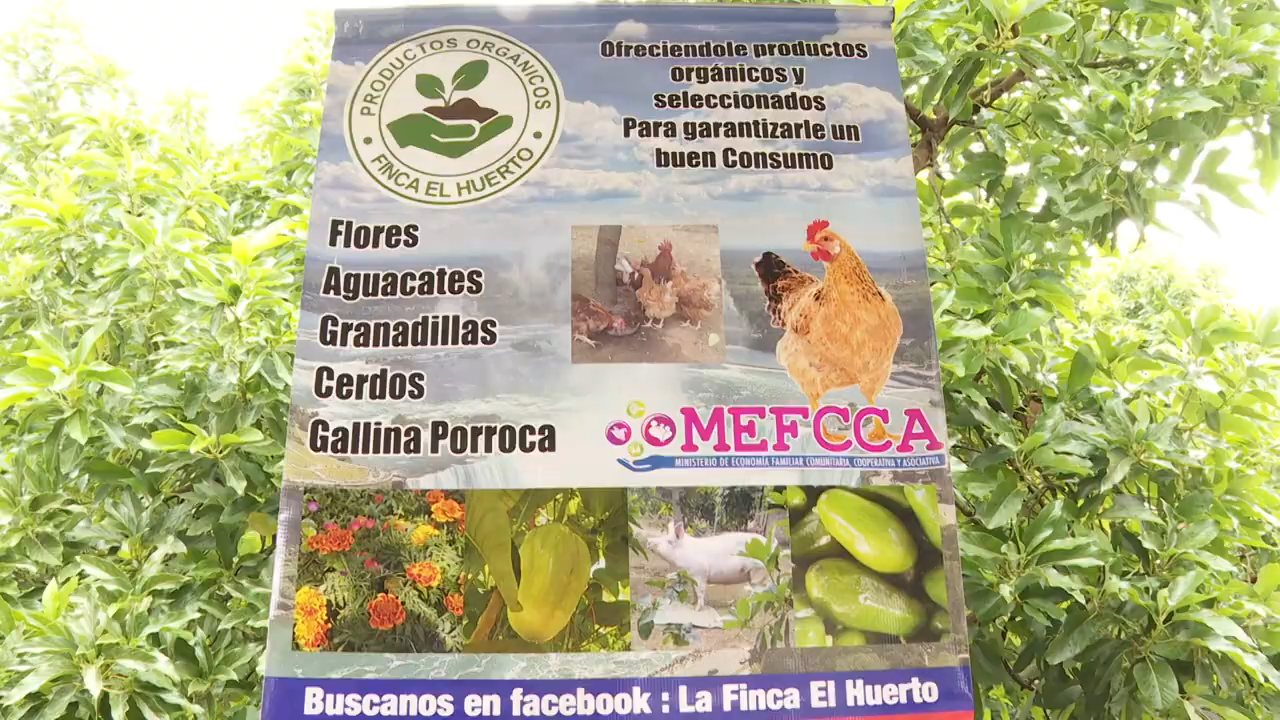 PRODUCTOS ORGANICOS
FINCA EL HUERTO
Ofreciendole productos
orgánicos y
seleccionados
Para garantizarle un
buen Consumo
Flores
Aguacates
Granadillas
Cerdos
Gallina Porroca
MEFCCA
MINISTERIO DE ECONOMÍA FAMILIAR COMUNITARIA, COOPERATIVA Y ASOCIATIVA
Buscanos en facebook : La Finca El Huerto